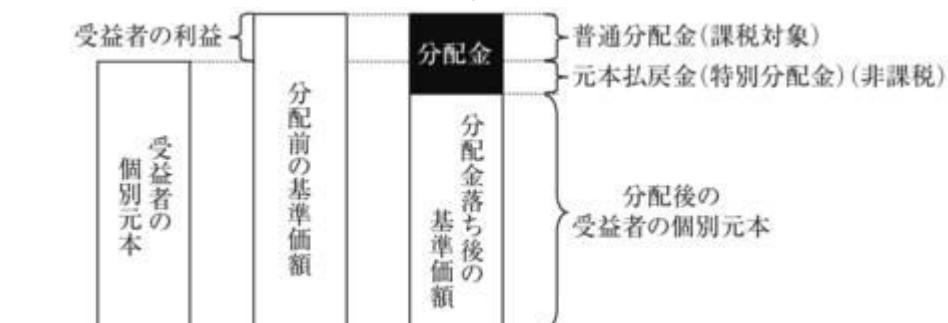 受益者の利益
分配金
普通分配金(課税対象)
元本払戻金(特別分配金)(非課税)
受益者の
個別元本
分配前の基準価額
分配金落ち後の
基準価額
分配後の
受益者の個別元本